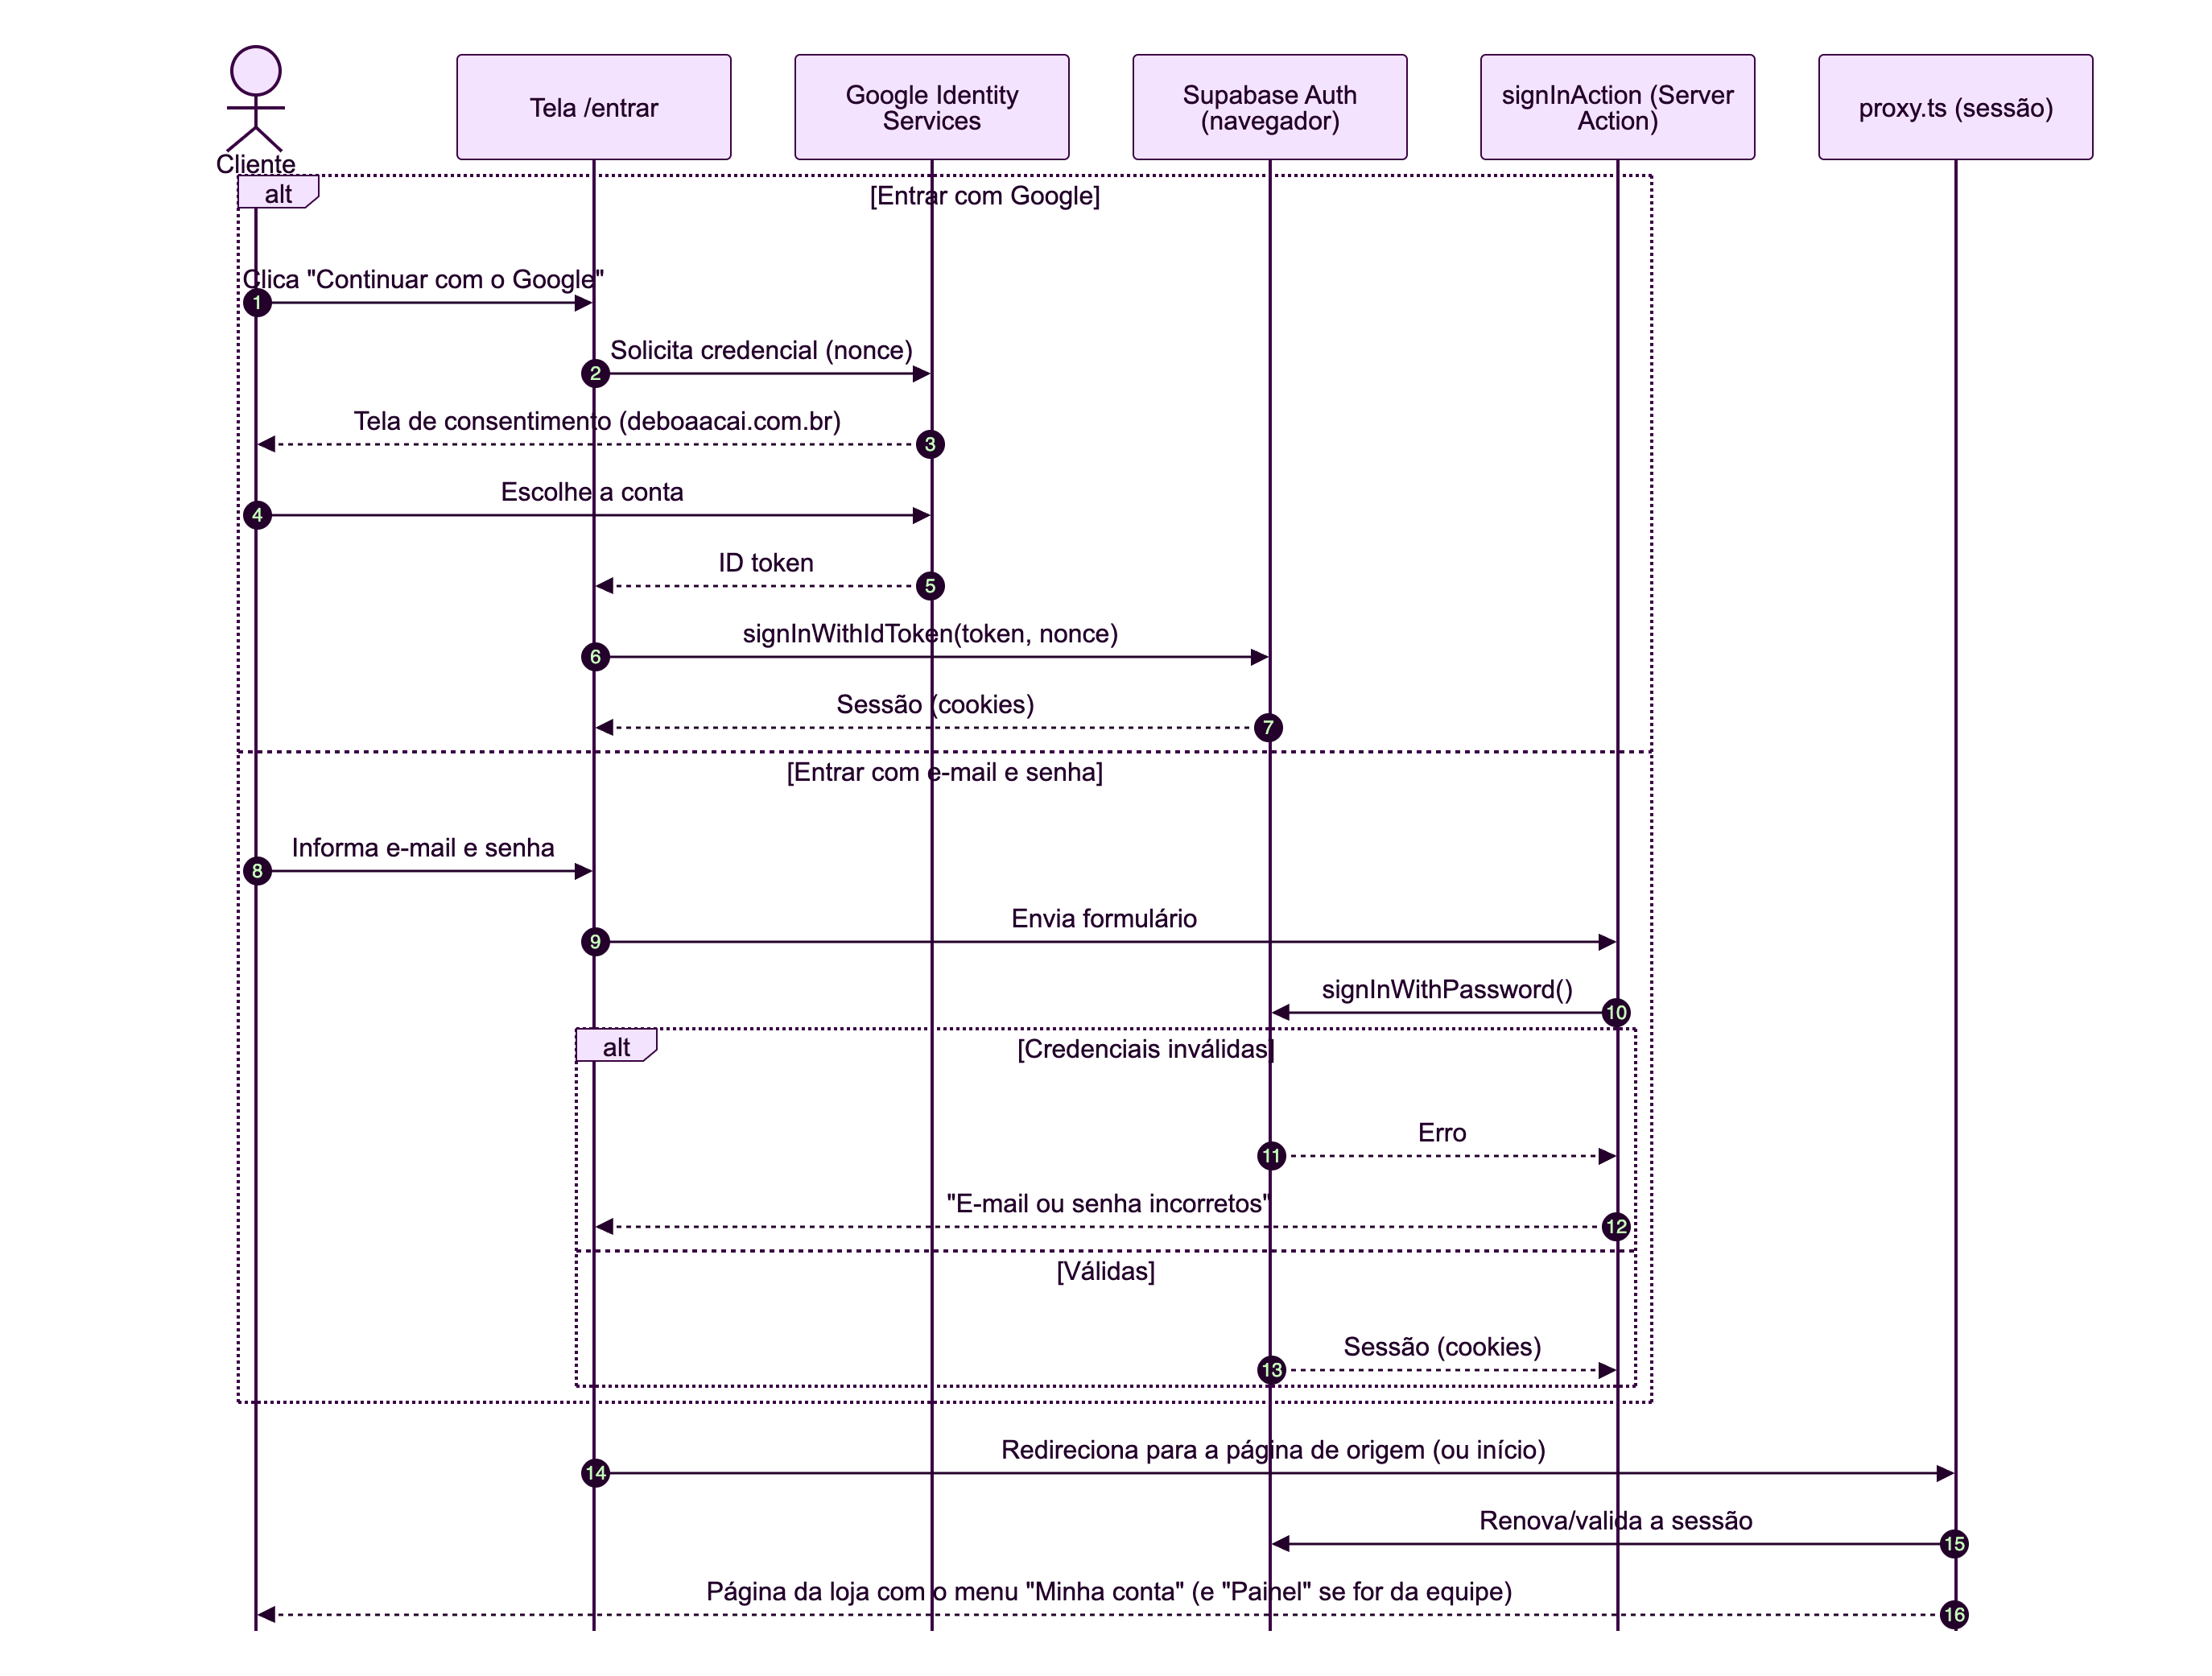 Cliente
Tela /entrar
Google Identity
Services
Supabase Auth
(navegador)
signInAction (Server
Action)
proxy.ts (sessão)
alt
[Entrar com Google]
Clica "Continuar com o Google"
1
Solicita credencial (nonce)
2
Tela de consentimento (deboaacai.com.br)
3
Escolhe a conta
4
ID token
5
signInWithIdToken(token, nonce)
6
Sessão (cookies)
7
[Entrar com e-mail e senha]
Informa e-mail e senha
8
Envia formulário
9
signInWithPassword()
10
alt
[Credenciais inválidas]
Erro
11
"E-mail ou senha incorretos"
12
[Válidas]
Sessão (cookies)
13
Redireciona para a página de origem (ou início)
14
Renova/valida a sessão
15
Página da loja com o menu "Minha conta" (e "Painel" se for da equipe)
16